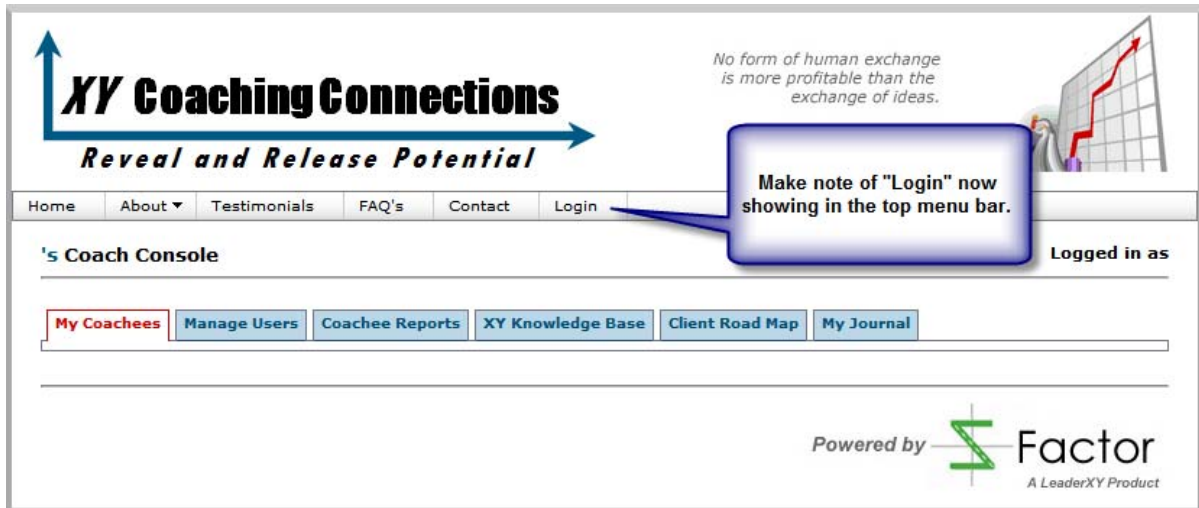 XY Coaching Connections
Reveal and Release Potential
No form of human exchange
is more profitable than the
exchange of ideas.
Make note of "Login" now
showing in the top menu bar.
Home About ▼ Testimonials FAQ's Contact Login
's Coach Console
Logged in as
My Coachees Manage Users Coachee Reports XY Knowledge Base Client Road Map My Journal
Powered by
Factor
A LeaderXY Product